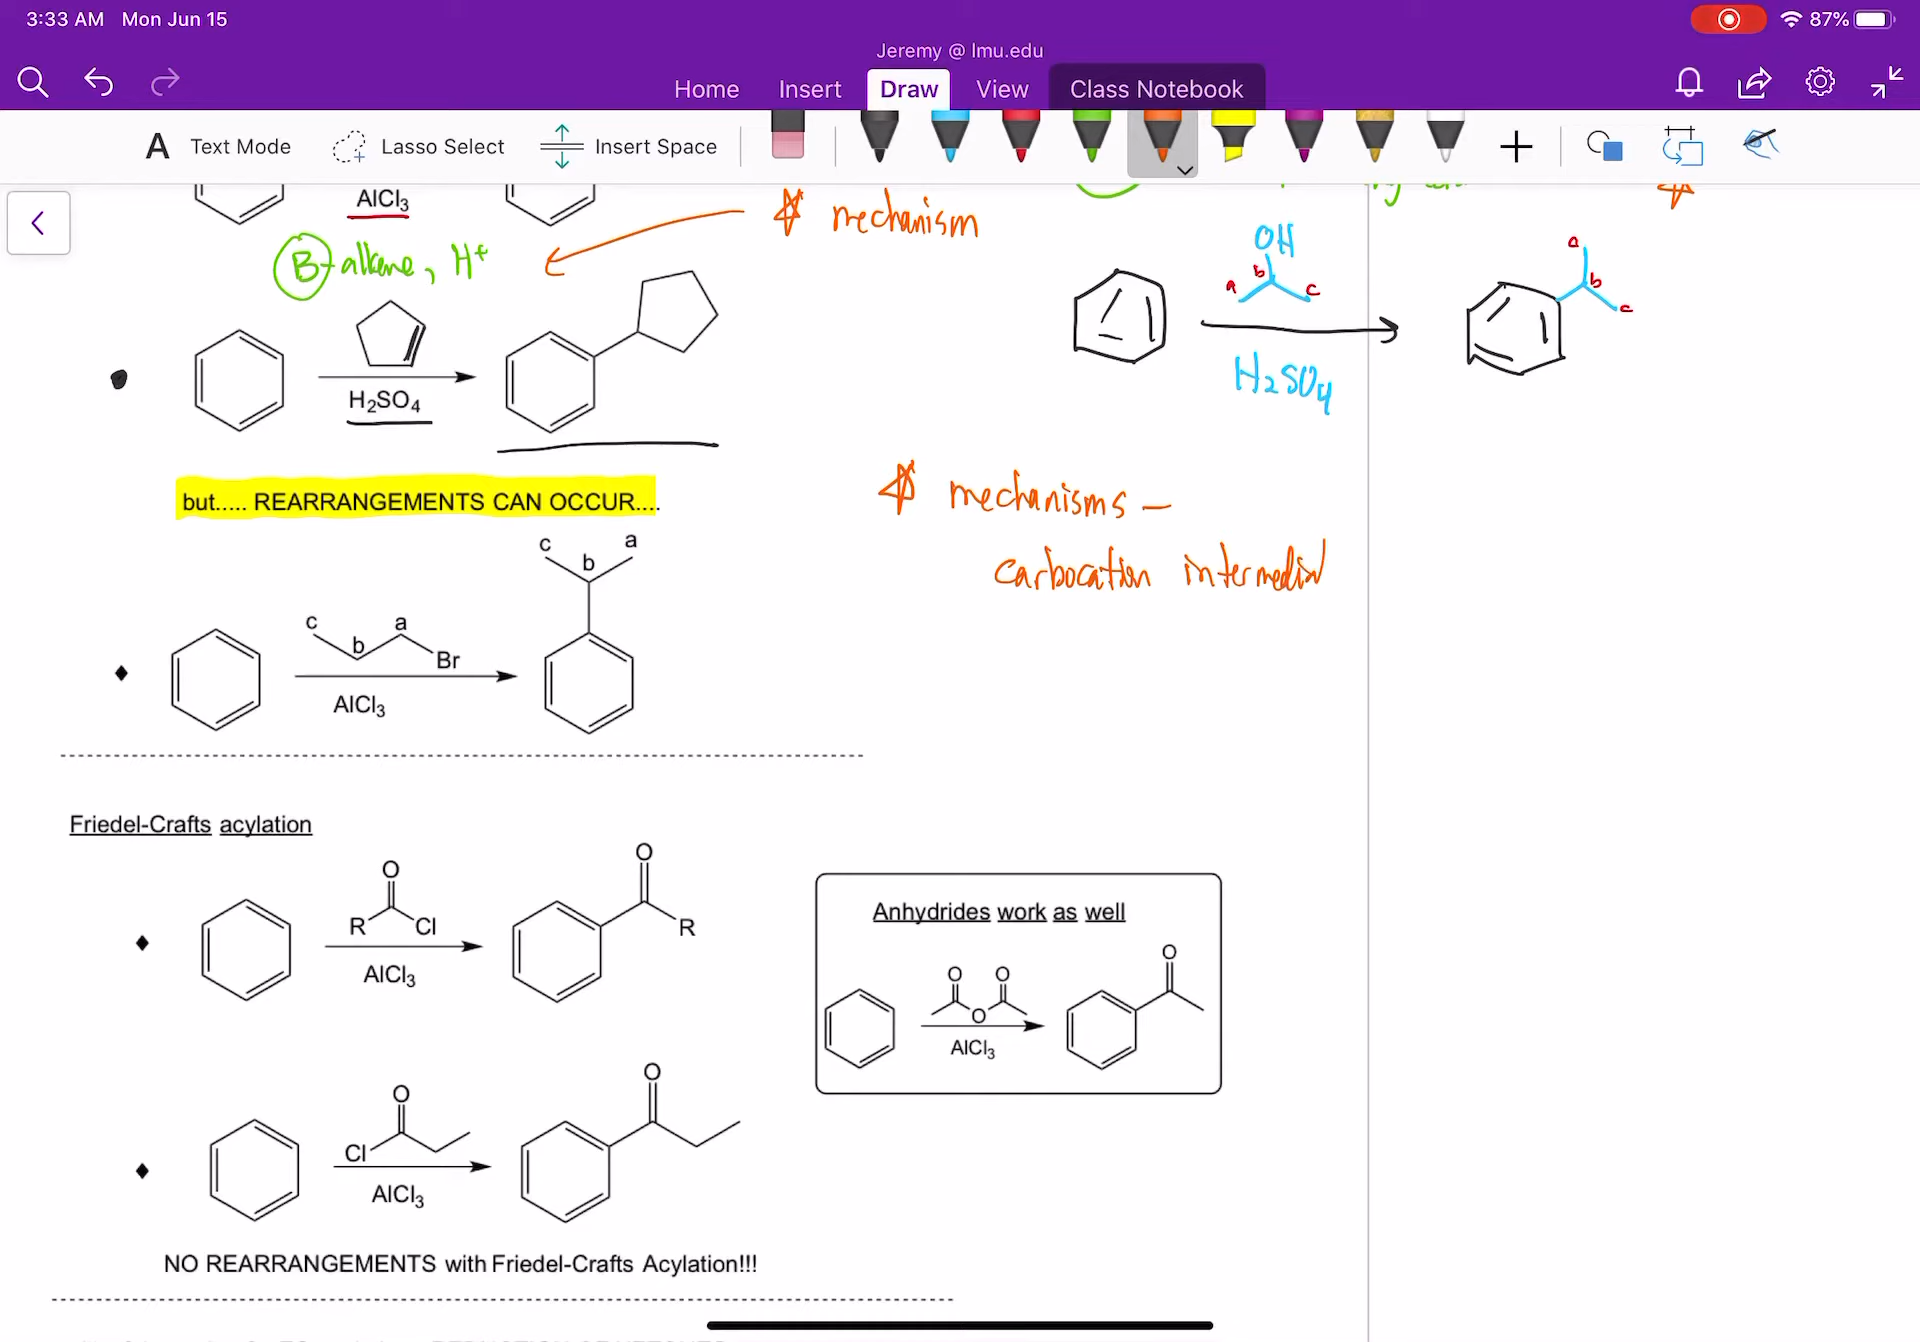 3:33 AM Mon Jun 15
87%
Jeremy @ lmu.edu
Home Insert Draw View Class Notebook
A Text Mode Lasso Select Insert Space
AlCl3
mechanism
B - alkene, H+
H2SO4
OH
a b c
H2SO4
a
b
c
but..... REARRANGEMENTS CAN OCCUR....
mechanisms -
carbocation
c b a
Br
AlCl3
c b a
Friedel-Crafts acylation
O
R Cl
AlCl3
O
R
Anhydrides work as well
O O
O
AlCl3
O
O
Cl
AlCl3
O
NO REARRANGEMENTS with Friedel-Crafts Acylation!!!